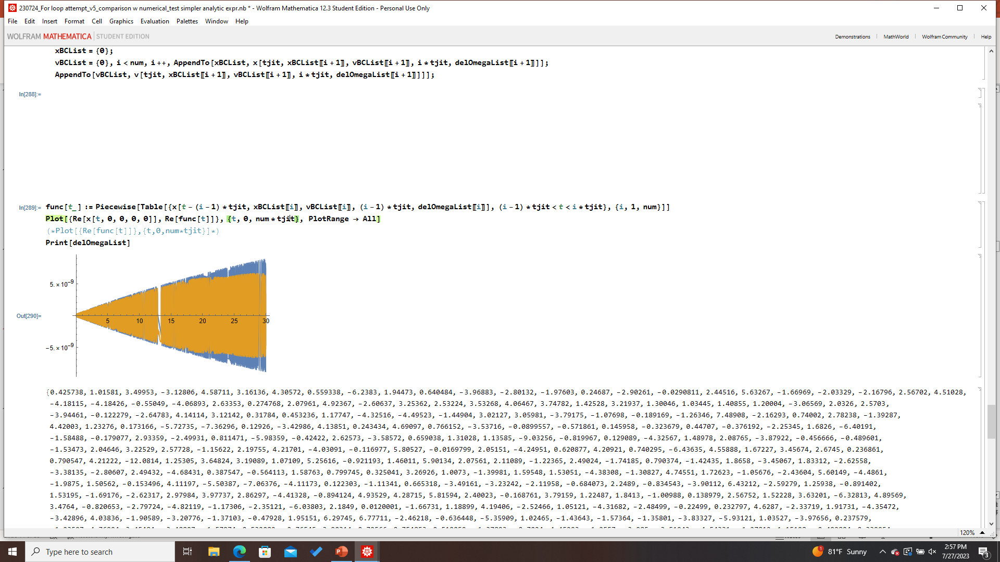 230724_For loop attempt_v5_comparison w numerical_test simpler analytic expr.nb * - Wolfram Mathematica 12.3 Student Edition - Personal Use Only
File Edit Insert Format Cell Graphics Evaluation Palettes Window Help
WOLFRAM MATHEMATICA STUDENT EDITION
Demonstrations MathWorld Wolfram Community Help
xBCList = {0};
vBCList = {0}, i < num, i++, AppendTo[xBCList, x[tjit, xBCList[[i + 1]], vBCList[[i + 1]], i * tjit, delOmegaList[[i + 1]]]];
AppendTo[vBCList, v[tjit, xBCList[[i + 1]], vBCList[[i + 1]], i * tjit, delOmegaList[[i + 1]]]]];
In[288]:=
In[289]:= func[t_] := Piecewise[Table[{x[t - (i - 1) * tjit, xBCList[[i]], vBCList[[i]], (i - 1) * tjit, delOmegaList[[i]]], (i - 1) * tjit < t < i * tjit}, {i, 1, num}]]
Plot[{Re[x[t, 0, 0, 0, 0]], Re[func[t]]}, {t, 0, num * tjit}, PlotRange → All]
(*Plot[{Re[func[t]]},{t,0,num*tjit}]*)
Print[delOmegaList]
5. × 10⁻⁹
Out[290]=
5 10 15 20 25 30
-5. × 10⁻⁹
{0.425738, 1.01581, 3.49953, -3.12806, 4.58711, 3.16136, 4.30572, 0.559338, -6.2383, 1.94473, 0.640484, -3.96883, -2.80132, -1.97603, 0.24687, -2.90261, -0.0290811, 2.44516, 5.63267, -1.66969, -2.03329, -2.16796, 2.56702, 4.51028,
-4.18115, -4.18426, -0.55049, -4.06893, 2.63353, 0.274768, 2.07961, 4.92367, -2.60637, 3.25362, 2.53224, 3.53268, 4.06467, 3.74782, 1.42528, 3.21937, 1.30046, 1.03445, 1.40855, 1.20004, -3.06569, 2.0326, 2.5703,
-3.94461, -0.122279, -2.64783, 4.14114, 3.12142, 0.31784, 0.453236, 1.17747, -4.32516, -4.49523, -1.44904, 3.02127, 3.05981, -3.79175, -1.07698, -0.189169, -1.26346, 7.48908, -2.16293, 0.74002, 2.78238, -1.39287,
4.42003, 1.23276, 0.173166, -5.72735, -7.36296, 0.12926, -3.42986, 4.13851, 0.243434, 4.69097, 0.766152, -3.53716, -0.0899557, -0.571861, 0.145958, -0.323679, 0.44707, -0.376192, -2.25345, 1.6826, -6.40191,
-1.58488, -0.179077, 2.93359, -2.49931, 0.811471, -5.98359, -0.42422, 2.62573, -3.58572, 0.659038, 1.31028, 1.13585, -9.03256, -0.819967, 0.129089, -4.32567, 1.48978, 2.08765, -3.87922, -0.456666, -0.489601,
-1.53473, 2.04646, 3.22529, 2.57728, -1.15622, 2.19755, 4.21701, -4.03091, -0.116977, 5.80527, -0.0169799, 2.05151, -4.24951, 0.620877, 4.20921, 0.740295, -6.43635, 4.55888, 1.67227, 3.45674, 2.6745, 0.236861,
0.790547, 4.21222, -12.0814, 1.25305, 3.64824, 3.19089, 1.07109, 5.25616, -0.921193, 1.46011, 5.90134, 2.07561, 2.11089, -1.22365, 2.49024, -1.74185, 0.790374, -1.42435, 1.8658, -3.45067, 1.83312, -2.62558,
-3.38135, -2.80607, 2.49432, -4.68431, 0.387547, -0.564113, 1.58763, 0.799745, 0.325041, 3.26926, 1.0073, -1.39981, 1.59548, 1.53051, -4.38308, -1.30827, 4.74551, 1.72623, -1.05676, -2.43604, 5.60149, -4.4861,
-1.9875, 1.50562, -0.153496, 4.11197, -5.50387, -7.06376, -4.11173, 0.122303, -1.11341, 0.665318, -3.49161, -3.23242, -2.11958, -0.684073, 2.2489, -0.834543, -3.90112, 6.43212, -2.59279, 1.25938, -0.891402,
1.53195, -1.69176, -2.62317, 2.97984, 3.97737, 2.86297, -4.41328, -0.894124, 4.93529, 4.28715, 5.81594, 2.40023, -0.168761, 3.79159, 1.22487, 1.8413, -1.00988, 0.138979, 2.56752, 1.52228, 3.63201, -6.32813, 4.89569,
3.4764, -0.820653, -2.79724, -4.82119, -1.17306, -2.35121, -6.03803, 2.1849, 0.0120001, -1.66731, 1.18899, 4.19406, -2.52466, 1.05121, -4.31682, -2.48499, -0.22499, 0.232797, 4.6287, -2.33719, 1.91731, -4.35472,
-3.42896, 4.03836, -1.90589, -3.20776, -1.37103, -0.47928, 1.95151, 6.29745, 6.77711, -2.46218, -0.636448, -5.35909, 1.02465, -1.43643, -1.57364, -1.35801, -3.83327, -5.93121, 1.03527, -3.97656, 0.237579,
120%
Type here to search
81°F Sunny
2:57 PM
7/27/2023
3